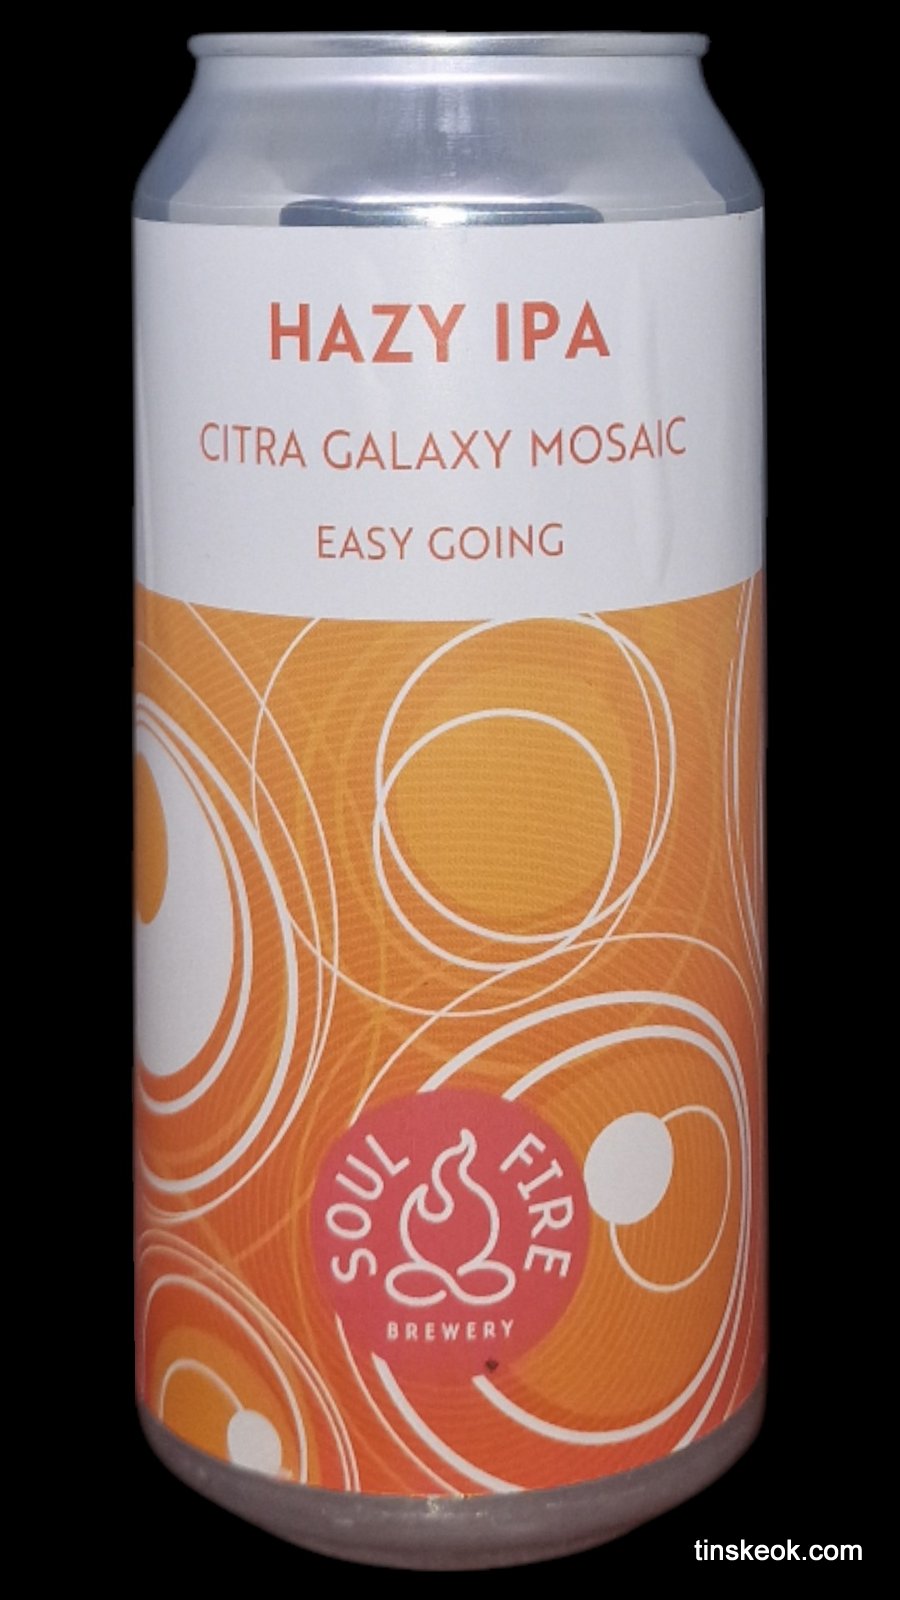 HAZY IPA
CITRA GALAXY MOSAIC
EASY GOING
SOUL FIRE
BREWERY
tinskeok.com